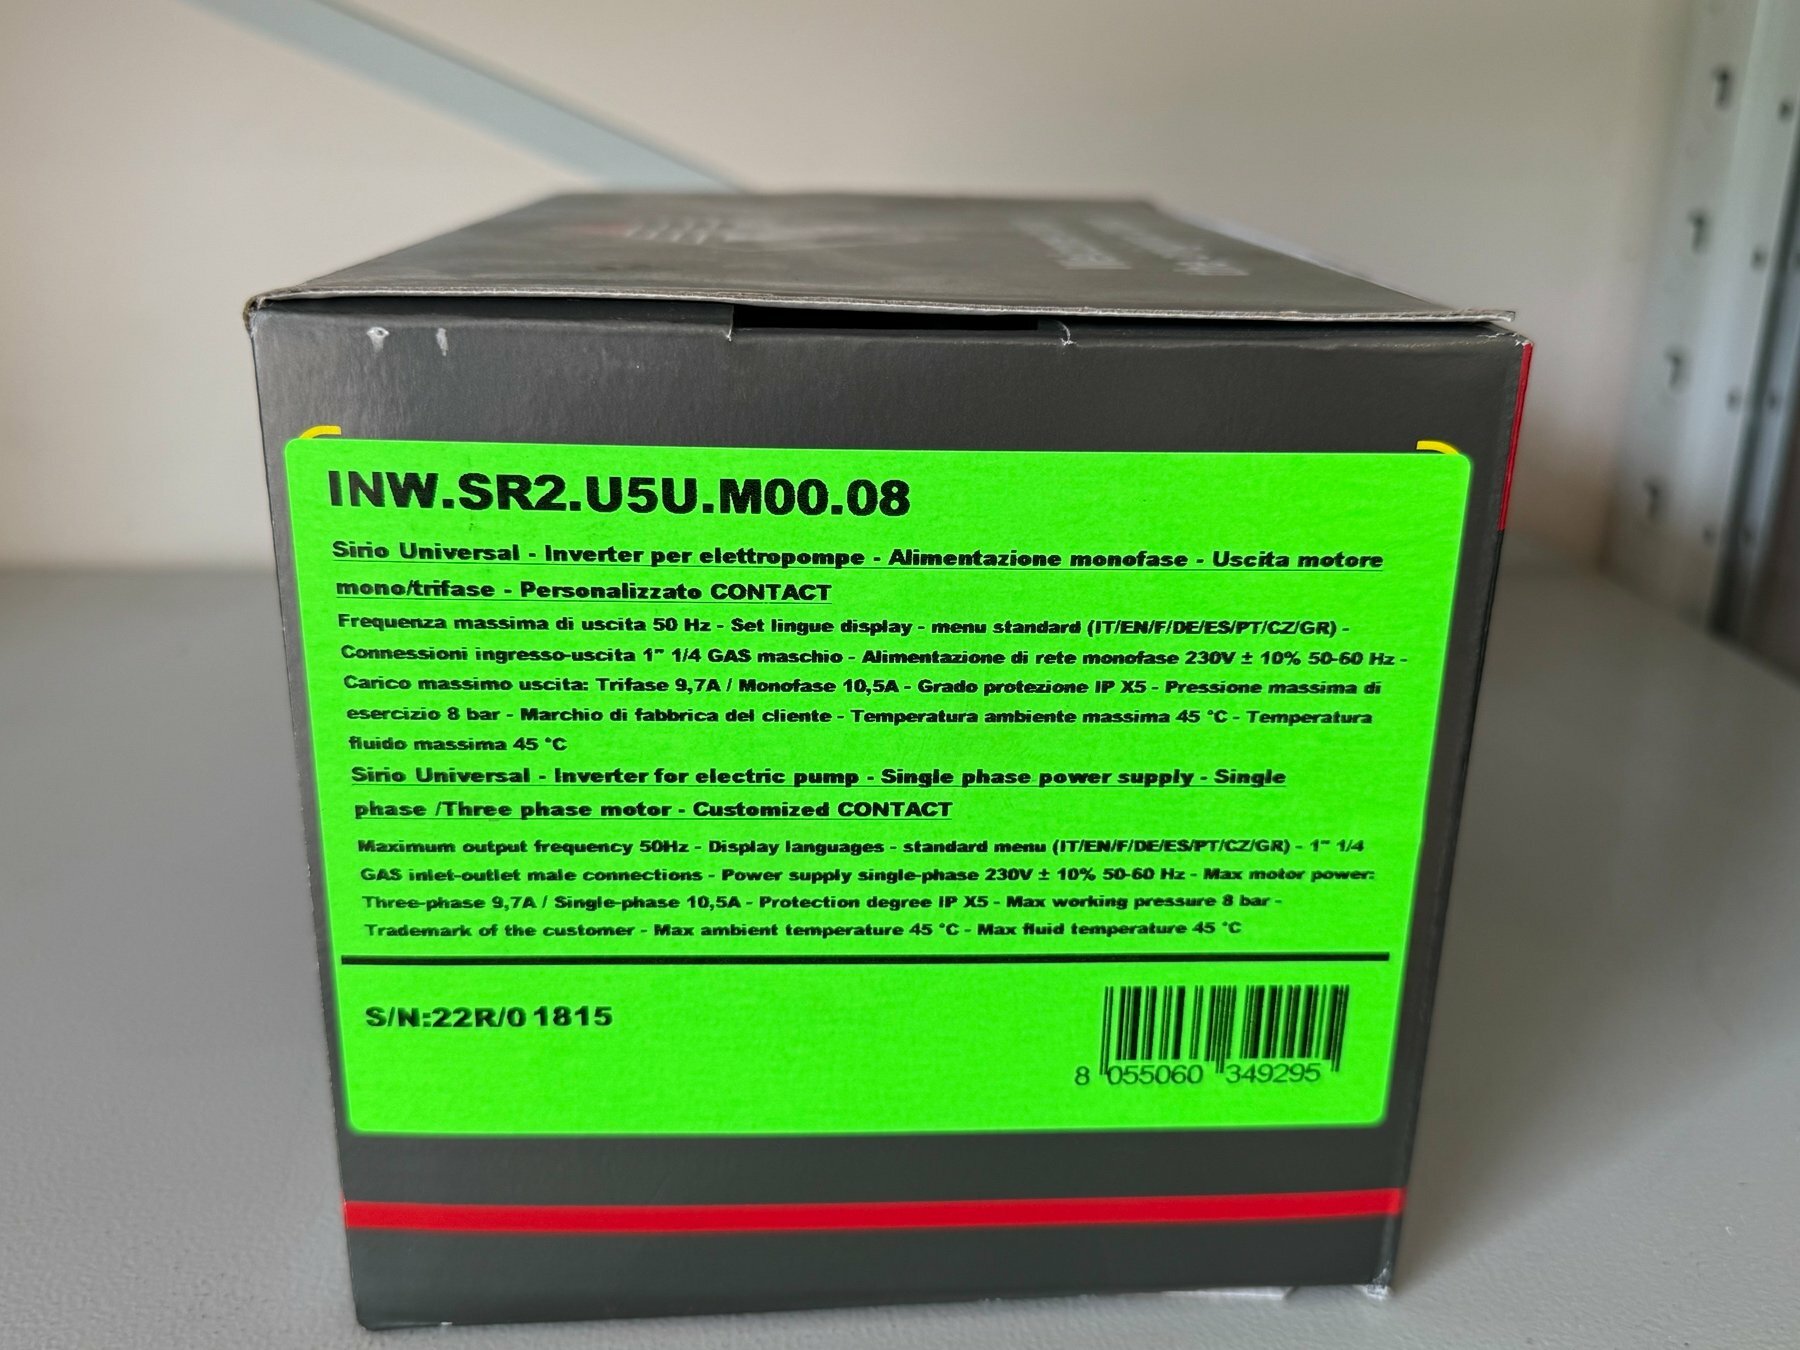 INW.SR2.U5U.M00.08
Sirio Universal - Inverter per elettropompe - Alimentazione monofase - Uscita motore
mono/trifase - Personalizzato CONTACT
Frequenza massima di uscita 50 Hz - Set lingue display - menu standard (IT/EN/F/DE/ES/PT/CZ/GR) -
Connessioni ingresso-uscita 1" 1/4 GAS maschio - Alimentazione di rete monofase 230V ± 10% 50-60 Hz -
Carico massimo uscita: Trifase 9,7A / Monofase 10,5A - Grado protezione IP X5 - Pressione massima di
esercizio 8 bar - Marchio di fabbrica del cliente - Temperatura ambiente massima 45 °C - Temperatura
fluido massima 45 °C
Sirio Universal - Inverter for electric pump - Single phase power supply - Single
phase /Three phase motor - Customized CONTACT
Maximum output frequency 50Hz - Display languages - standard menu (IT/EN/F/DE/ES/PT/CZ/GR) - 1" 1/4
GAS inlet-outlet male connections - Power supply single-phase 230V ± 10% 50-60 Hz - Max motor power:
Three-phase 9,7A / Single-phase 10,5A - Protection degree IP X5 - Max working pressure 8 bar -
Trademark of the customer - Max ambient temperature 45 °C - Max fluid temperature 45 °C
S/N:22R/01815
8 055060 349295